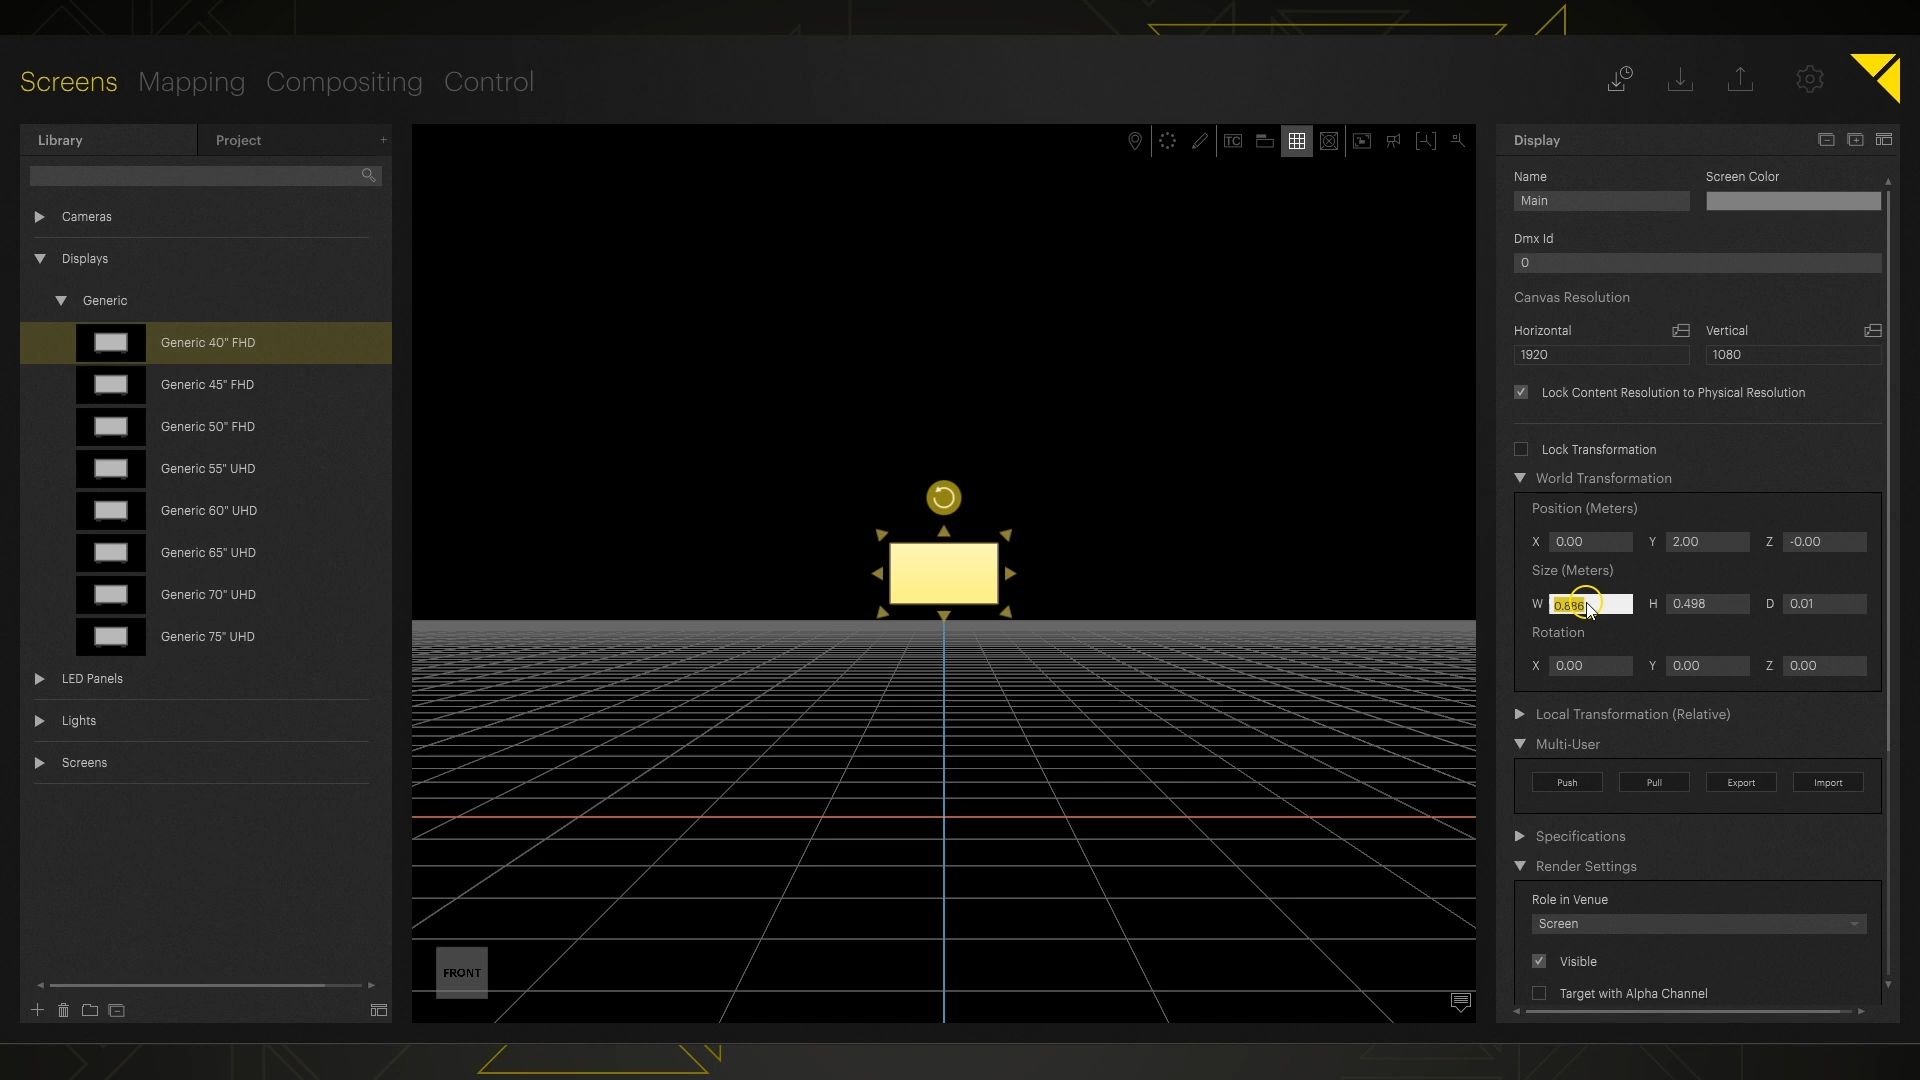 Screens Mapping Compositing Control
Library Project +
Cameras
Displays
Generic
Generic 40" FHD
Generic 45" FHD
Generic 50" FHD
Generic 55" UHD
Generic 60" UHD
Generic 65" UHD
Generic 70" UHD
Generic 75" UHD
LED Panels
Lights
Screens
TC
FRONT
Display
Name Screen Color
Main
Dmx Id
0
Canvas Resolution
Horizontal Vertical
1920 1080
Lock Content Resolution to Physical Resolution
Lock Transformation
World Transformation
Position (Meters)
X 0.00 Y 2.00 Z -0.00
Size (Meters)
W 0.886 H 0.498 D 0.01
Rotation
X 0.00 Y 0.00 Z 0.00
Local Transformation (Relative)
Multi-User
Push Pull Export Import
Specifications
Render Settings
Role in Venue
Screen
Visible
Target with Alpha Channel